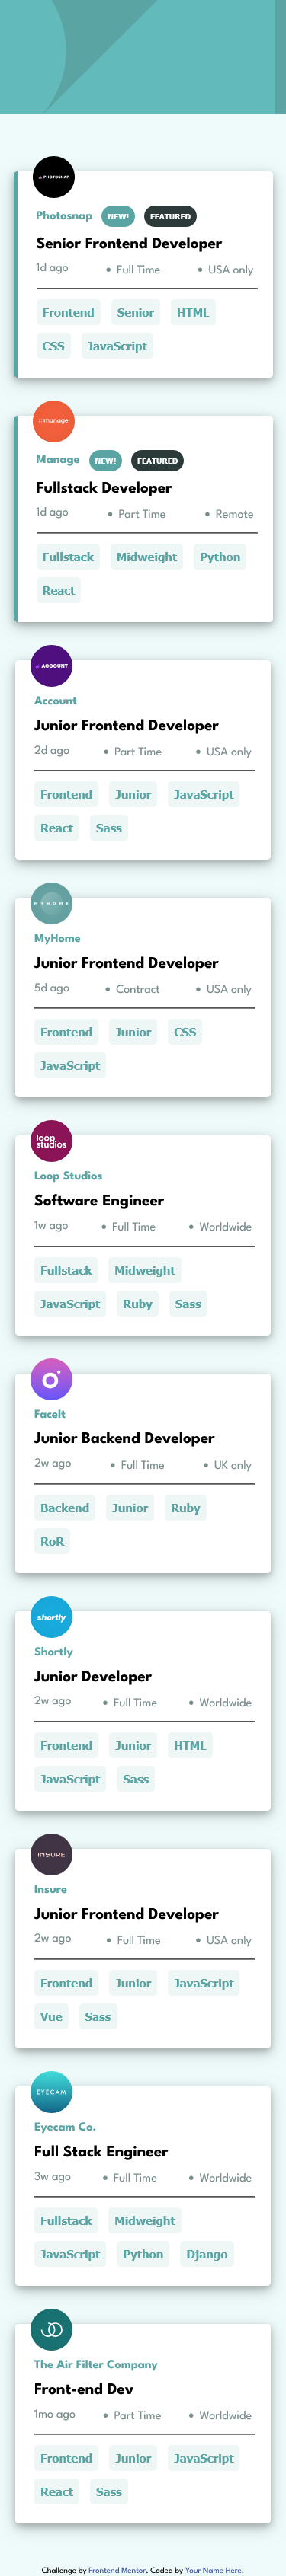 PHOTOSNAP
Photosnap NEW! FEATURED
Senior Frontend Developer
1d ago • Full Time • USA only
Frontend Senior HTML
CSS JavaScript
manage
Manage NEW! FEATURED
Fullstack Developer
1d ago • Part Time • Remote
Fullstack Midweight Python
React
ACCOUNT
Account
Junior Frontend Developer
2d ago • Part Time • USA only
Frontend Junior JavaScript
React Sass
MYHOME
MyHome
Junior Frontend Developer
5d ago • Contract • USA only
Frontend Junior CSS
JavaScript
loop
studios
Loop Studios
Software Engineer
1w ago • Full Time • Worldwide
Fullstack Midweight
JavaScript Ruby Sass
FaceIt
Junior Backend Developer
2w ago • Full Time • UK only
Backend Junior Ruby
RoR
shortly
Shortly
Junior Developer
2w ago • Full Time • Worldwide
Frontend Junior HTML
JavaScript Sass
INSURE
Insure
Junior Frontend Developer
2w ago • Full Time • USA only
Frontend Junior JavaScript
Vue Sass
EYECAM
Eyecam Co.
Full Stack Engineer
3w ago • Full Time • Worldwide
Fullstack Midweight
JavaScript Python Django
The Air Filter Company
Front-end Dev
1mo ago • Part Time • Worldwide
Frontend Junior JavaScript
React Sass
Challenge by Frontend Mentor. Coded by Your Name Here.